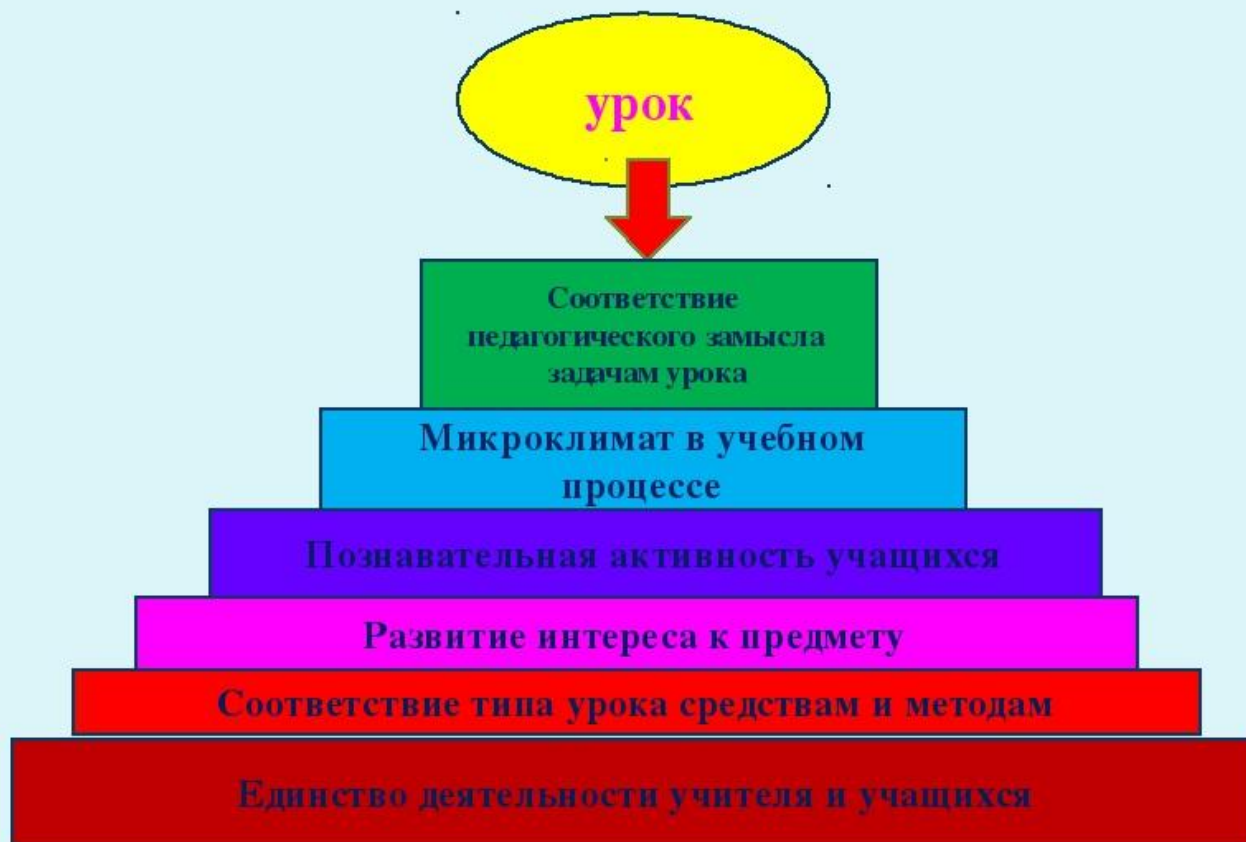 урок
Соответствие
педагогического замысла
задачам урока
Микроклимат в учебном
процессе
Познавательная активность учащихся
Развитие интереса к предмету
Соответствие типа урока средствам и методам
Единство деятельности учителя и учащихся